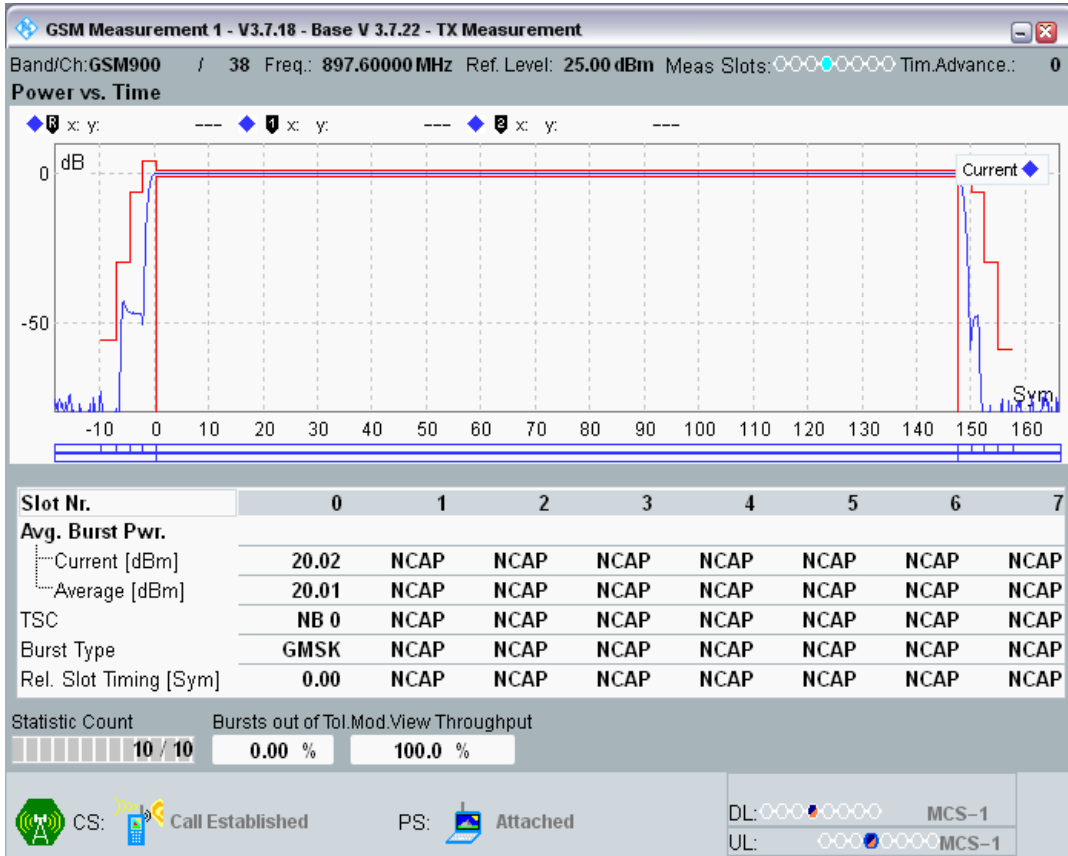 GSM Measurement 1 - V3.7.18 - Base V 3.7.22 - TX Measurement
Band/Ch:GSM900 / 38 Freq.: 897.60000 MHz Ref. Level: 25.00 dBm Meas Slots: Tim.Advance.: 0
Power vs. Time
R x: y: --- 1 x: y: --- 2 x: y: ---
dB
Current
0
-50
Sym
-10 0 10 20 30 40 50 60 70 80 90 100 110 120 130 140 150 160
Slot Nr. 0 1 2 3 4 5 6 7
Avg. Burst Pwr.
Current [dBm] 20.02 NCAP NCAP NCAP NCAP NCAP NCAP NCAP
Average [dBm] 20.01 NCAP NCAP NCAP NCAP NCAP NCAP NCAP
TSC NB 0 NCAP NCAP NCAP NCAP NCAP NCAP NCAP
Burst Type GMSK NCAP NCAP NCAP NCAP NCAP NCAP NCAP
Rel. Slot Timing [Sym] 0.00 NCAP NCAP NCAP NCAP NCAP NCAP NCAP
Statistic Count Bursts out of Tol.Mod.View Throughput
10 / 10 0.00 % 100.0 %
CS: Call Established PS: Attached
DL: MCS-1
UL: MCS-1